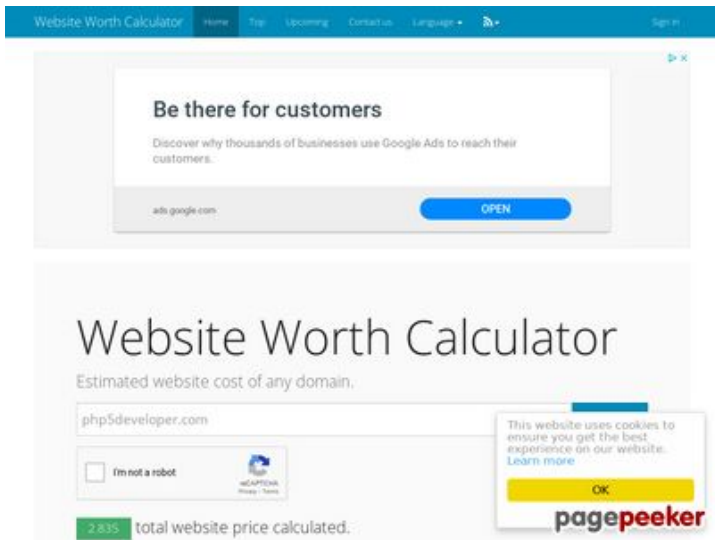 Website Worth Calculator Home Top Upcoming Contact us Language Sign in
Be there for customers
Discover why thousands of businesses use Google Ads to reach their
customers.
ads.google.com
OPEN
Website Worth Calculator
Estimated website cost of any domain.
php5developer.com
This website uses cookies to
ensure you get the best
experience on our website.
Learn more
OK
I'm not a robot
reCAPTCHA
Privacy - Terms
2.835 total website price calculated.
pagepeeker